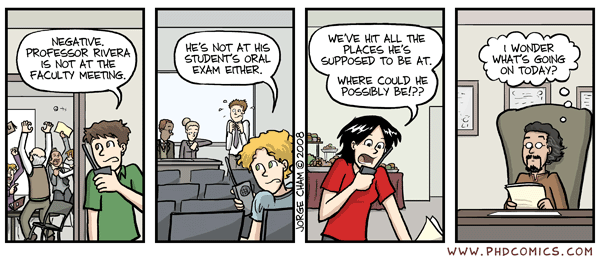 NEGATIVE.
PROFESSOR RIVERA
IS NOT AT THE
FACULTY MEETING.
HE'S NOT AT HIS
STUDENT'S ORAL
EXAM EITHER.
JORGE CHAM © 2008
WE'VE HIT ALL THE
PLACES HE'S
SUPPOSED TO BE AT.
WHERE COULD HE
POSSIBLY BE!??
I WONDER
WHAT'S GOING
ON TODAY?
WWW.PHDCOMICS.COM